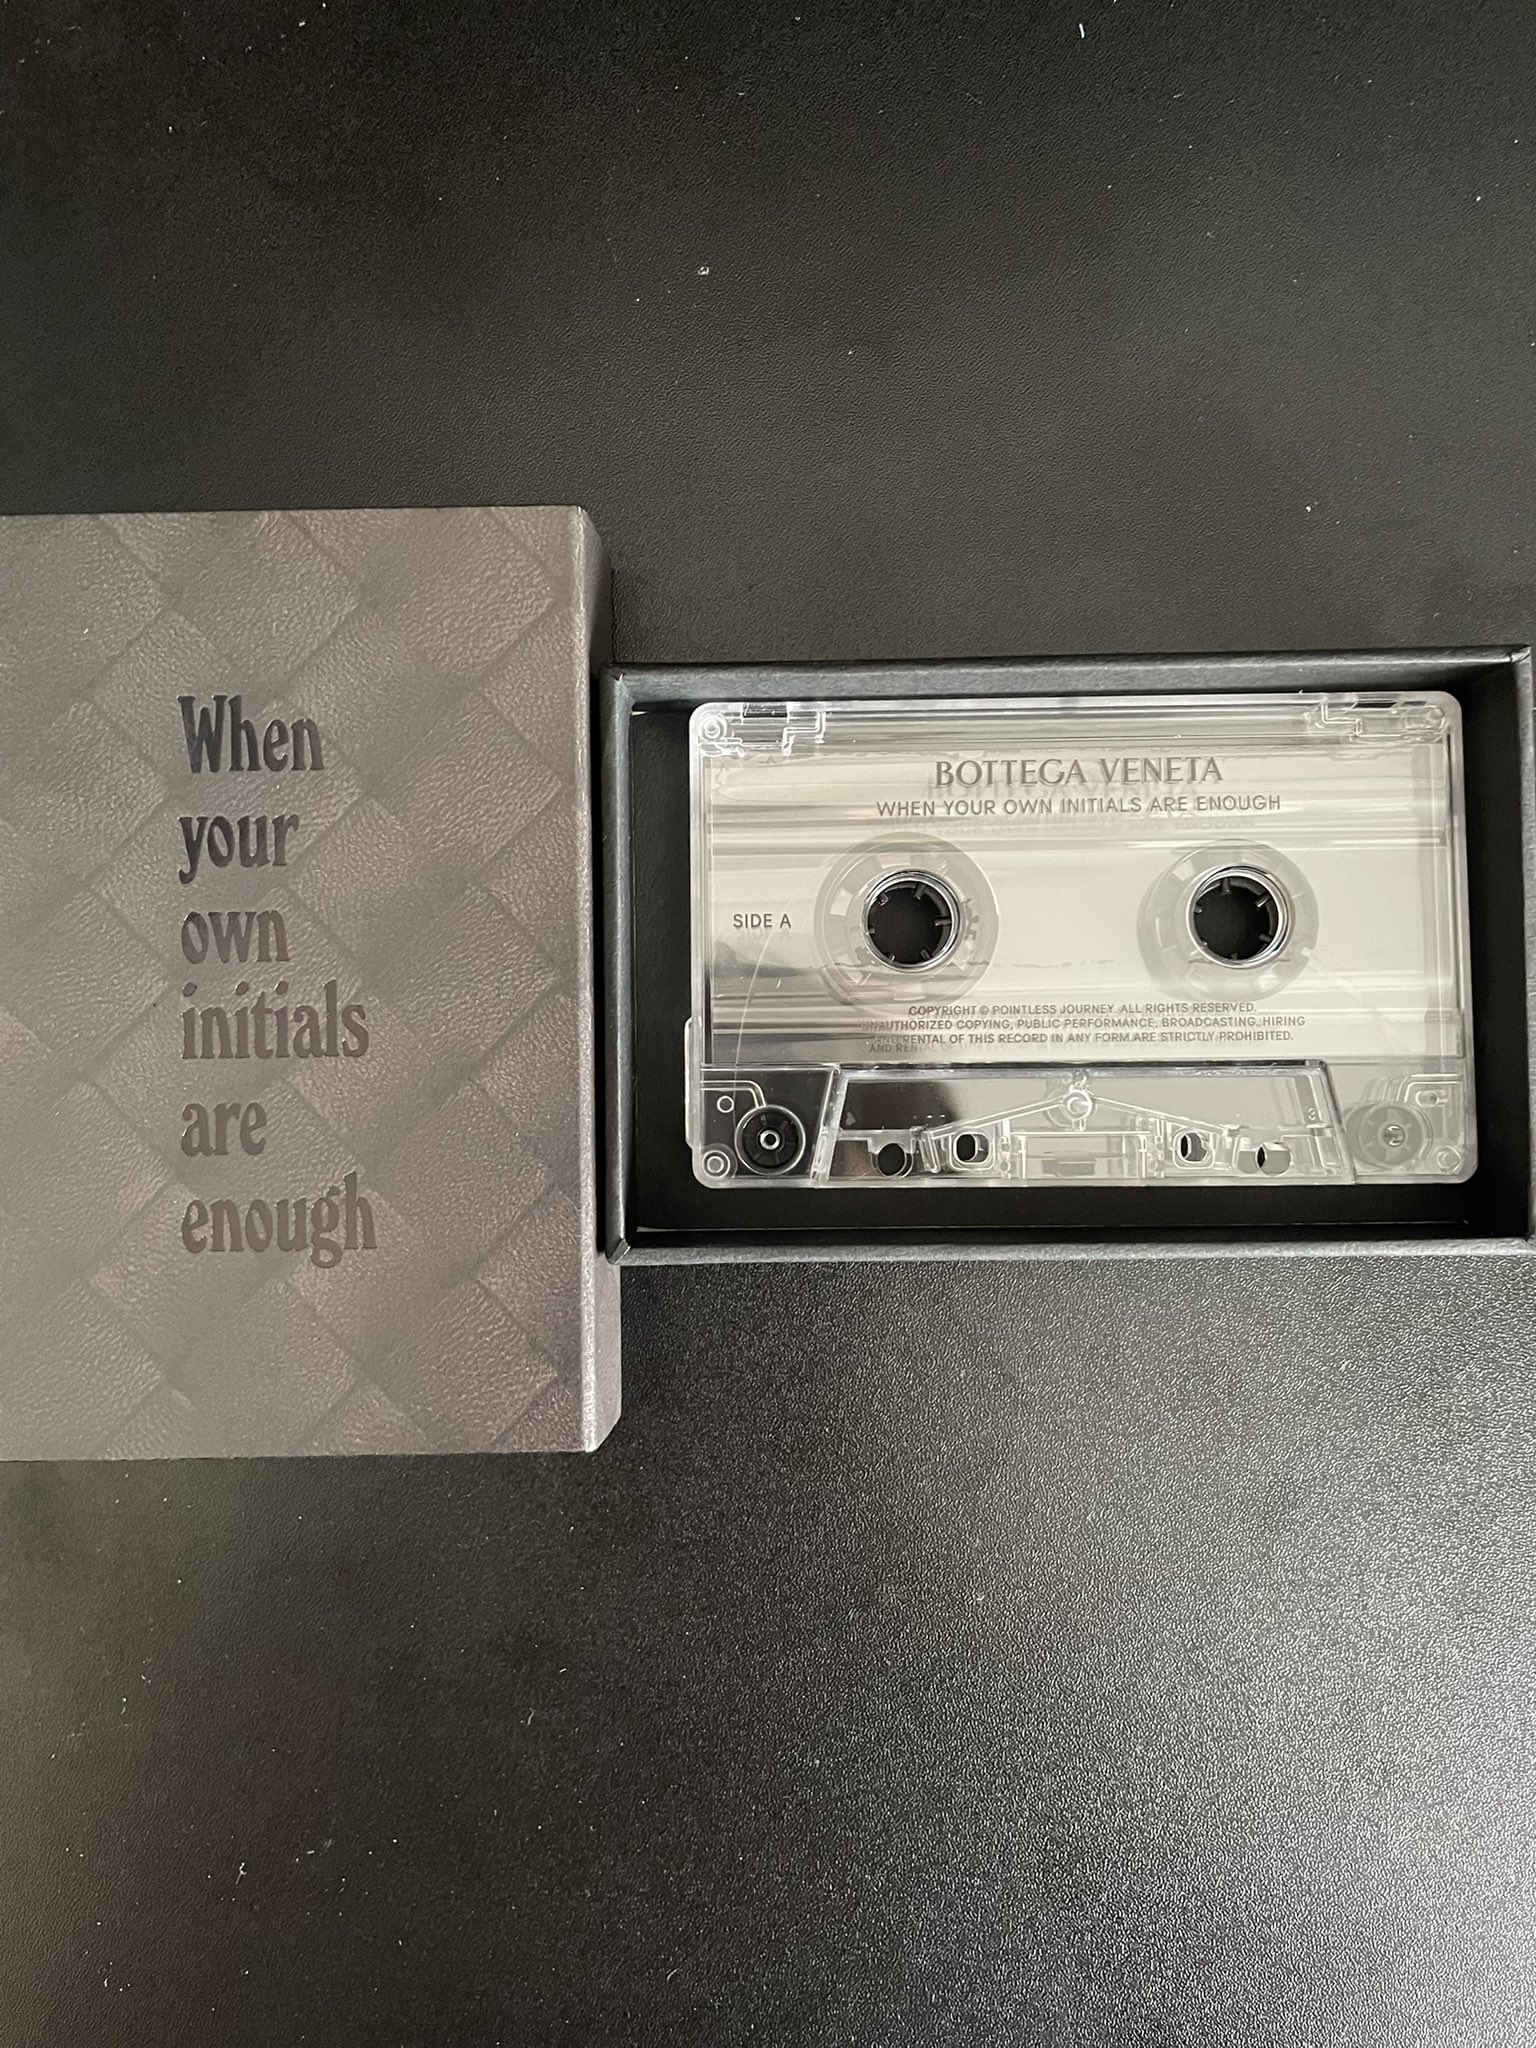 When
your
own
initials
are
enough
BOTTEGA VENETA
WHEN YOUR OWN INITIALS ARE ENOUGH
SIDE A
COPYRIGHT © POINTLESS JOURNEY. ALL RIGHTS RESERVED.
UNAUTHORIZED COPYING, PUBLIC PERFORMANCE, BROADCASTING, HIRING
AND RENTAL OF THIS RECORD IN ANY FORM ARE STRICTLY PROHIBITED.